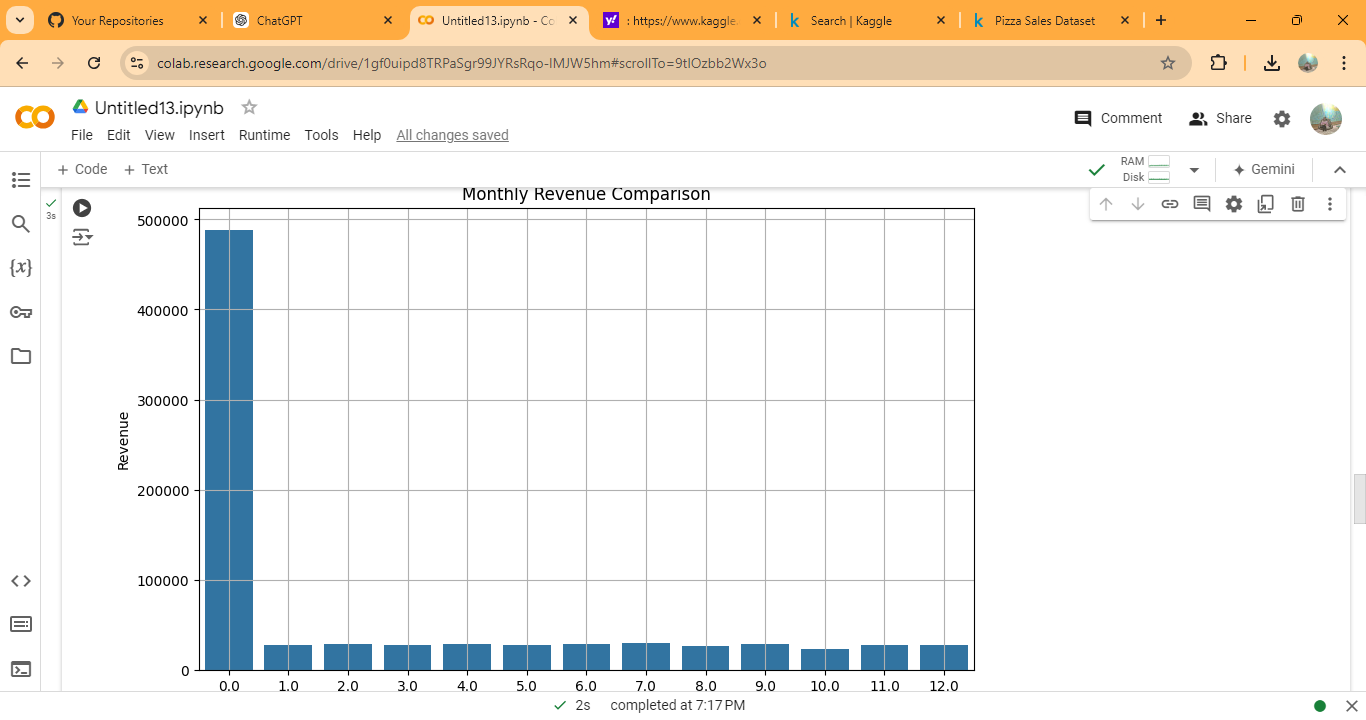 Your Repositories
ChatGPT
Untitled13.ipynb - Co
: https://www.kaggle.
Search | Kaggle
Pizza Sales Dataset
colab.research.google.com/drive/1gf0uipd8TRPaSgr99JYRsRqo-IMJW5hm#scrollTo=9tIOzbb2Wx3o
Untitled13.ipynb
File Edit View Insert Runtime Tools Help All changes saved
Comment
Share
+ Code + Text
RAM
Disk
Gemini
3s
Monthly Revenue Comparison
500000
400000
300000
200000
100000
0
Revenue
0.0 1.0 2.0 3.0 4.0 5.0 6.0 7.0 8.0 9.0 10.0 11.0 12.0
2s completed at 7:17 PM